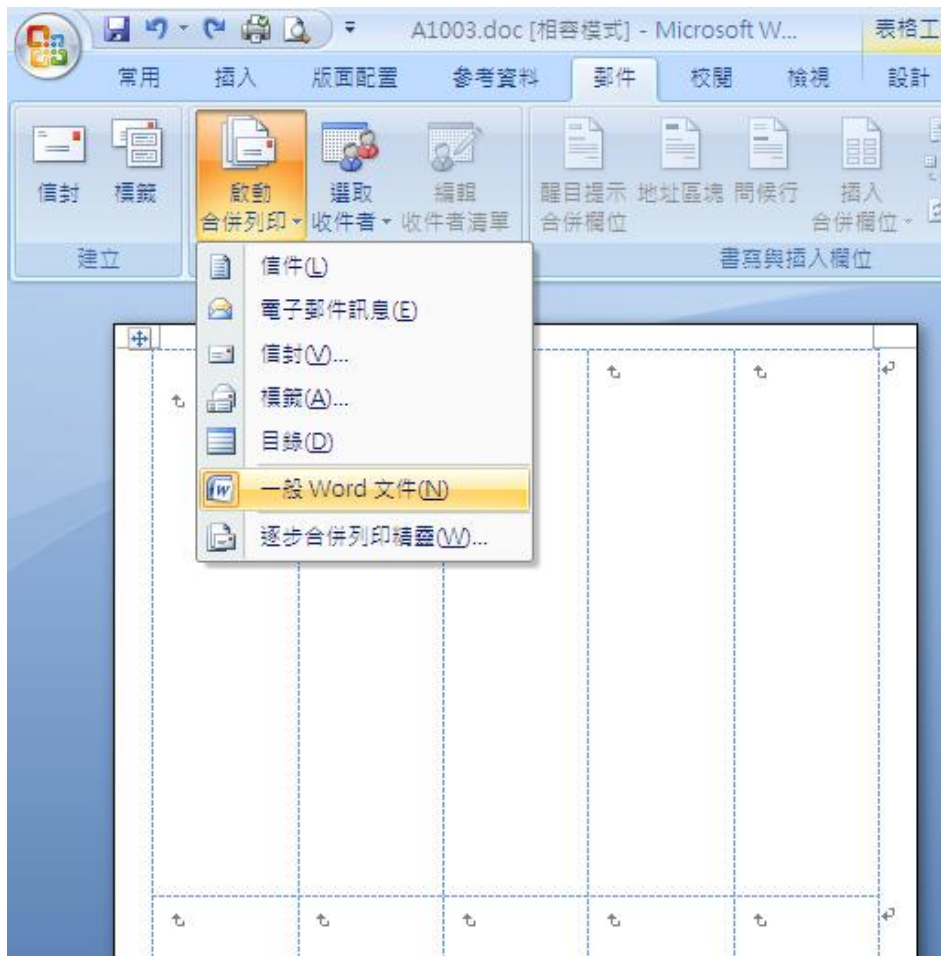 A1003.doc [相容模式] - Microsoft W...
表格工
常用 插入 版面配置 參考資料 郵件 校閱 檢視 設計
信封 標籤 啟動 合併列印 選取 收件者 編輯 收件者清單 醒目提示 合併欄位 地址區塊 問候行 插入 合併欄位
建立 書寫與插入欄位
信件(L)
電子郵件訊息(E)
信封(V)...
標籤(A)...
目錄(D)
一般 Word 文件(N)
逐步合併列印精靈(W)...